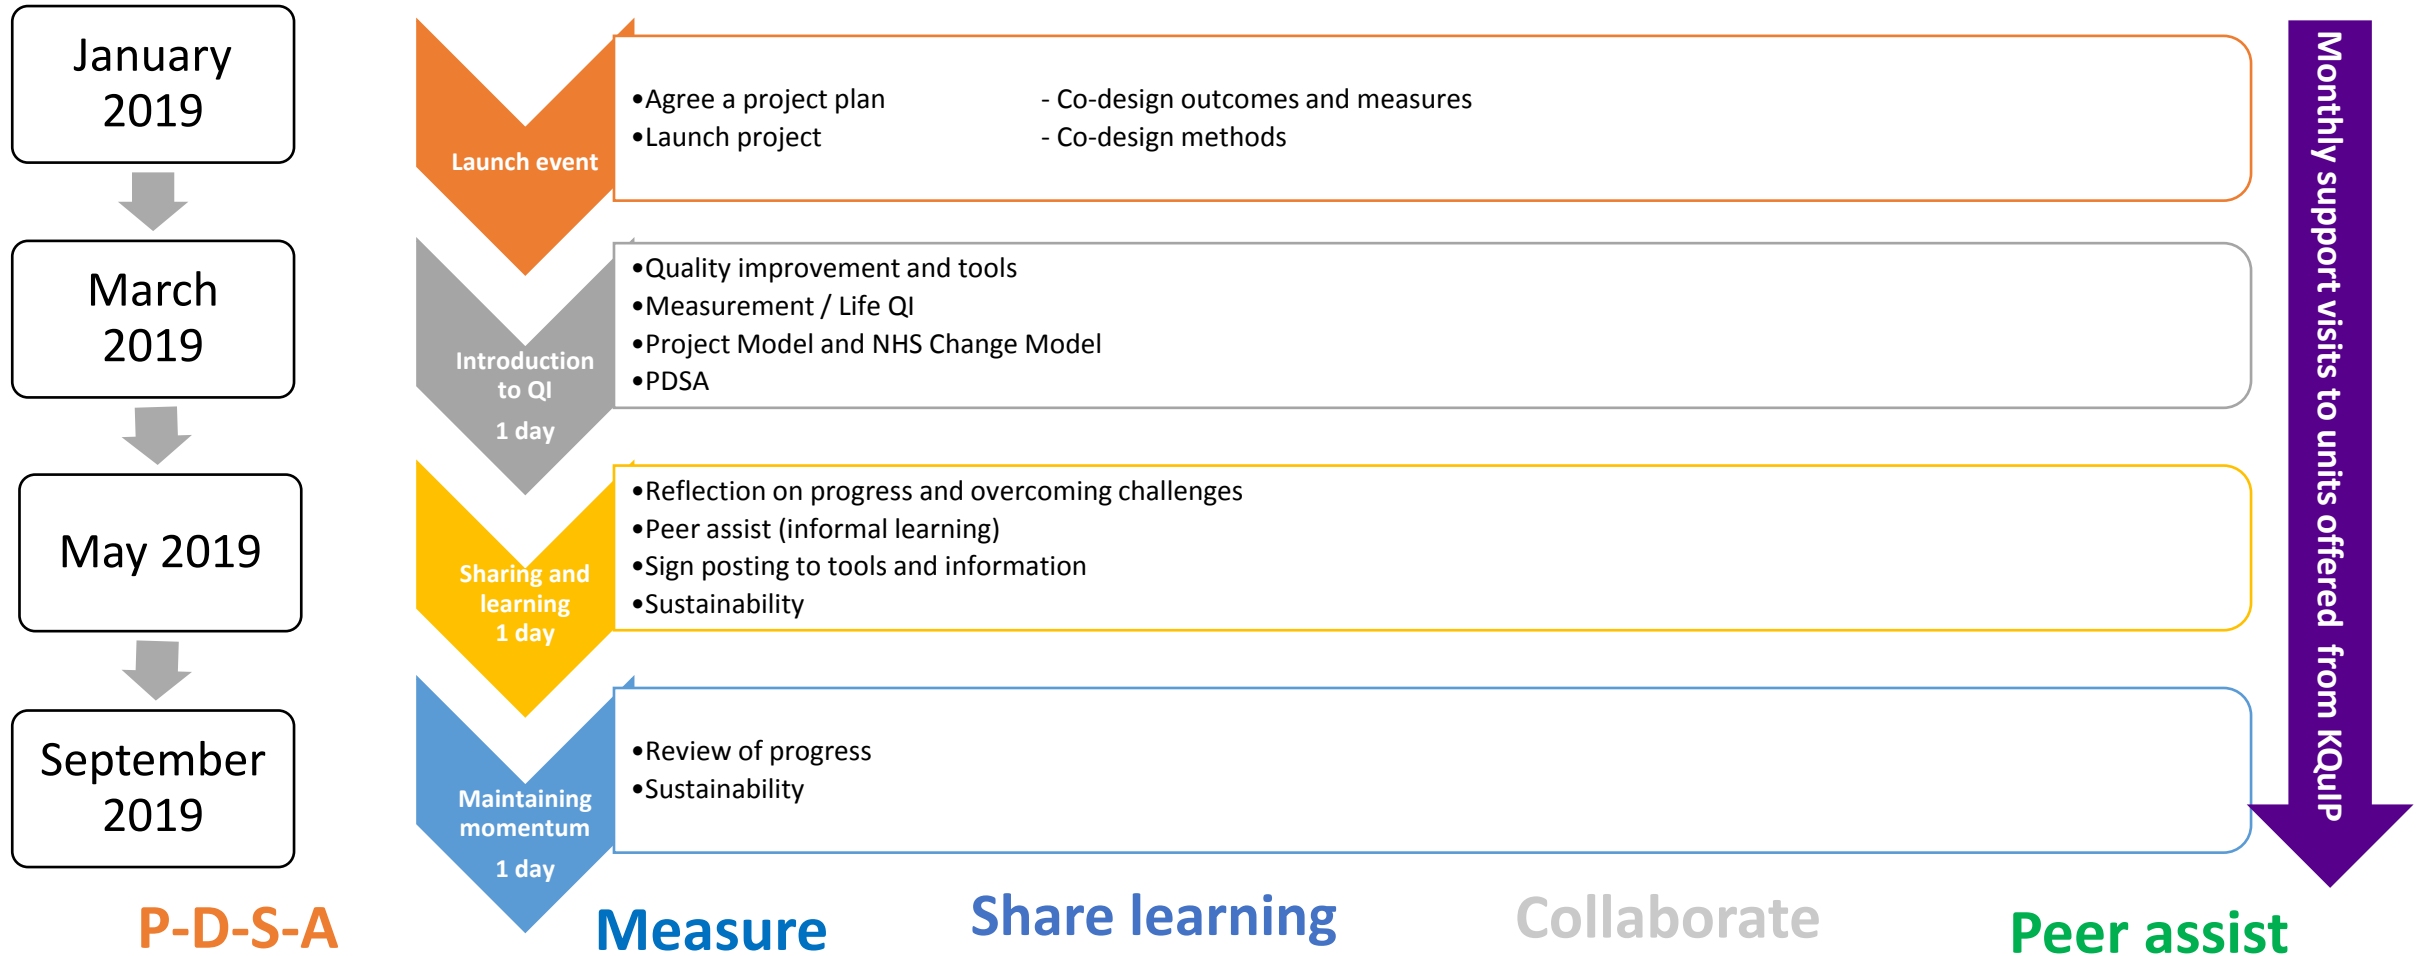 January
2019
March
2019
May 2019
September
2019
Launch event
•Agree a project plan - Co-design outcomes and measures
•Launch project - Co-design methods
Introduction
to QI
1 day
•Quality improvement and tools
•Measurement / Life QI
•Project Model and NHS Change Model
•PDSA
Sharing and
learning
1 day
•Reflection on progress and overcoming challenges
•Peer assist (informal learning)
•Sign posting to tools and information
•Sustainability
Maintaining
momentum
1 day
•Review of progress
•Sustainability
Monthly support visits to units offered from KQuIP
P-D-S-A
Measure
Share learning
Collaborate
Peer assist